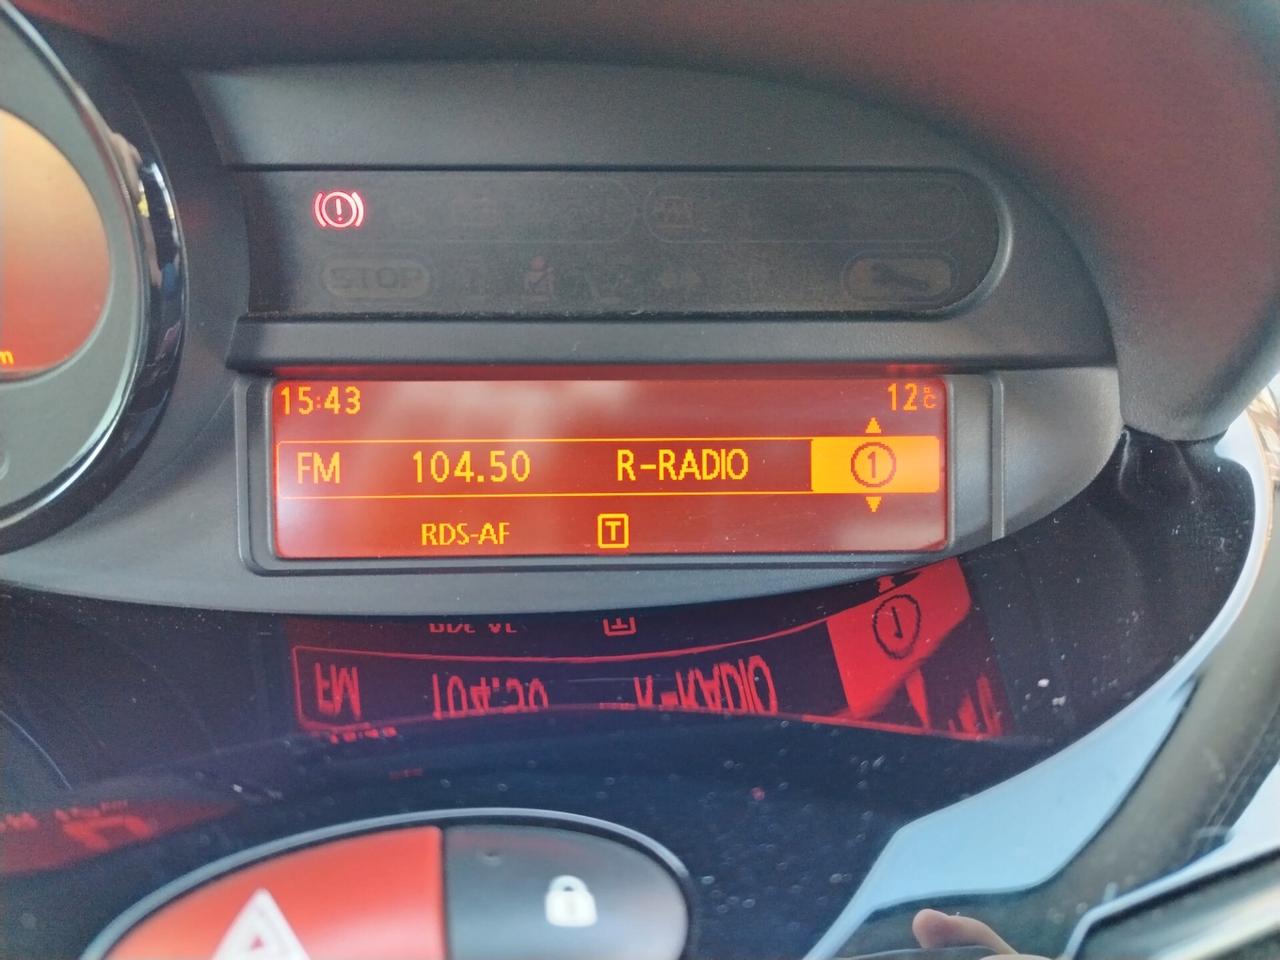 STOP
15:43 12°C
FM 104.50 R-RADIO 1
RDS-AF T